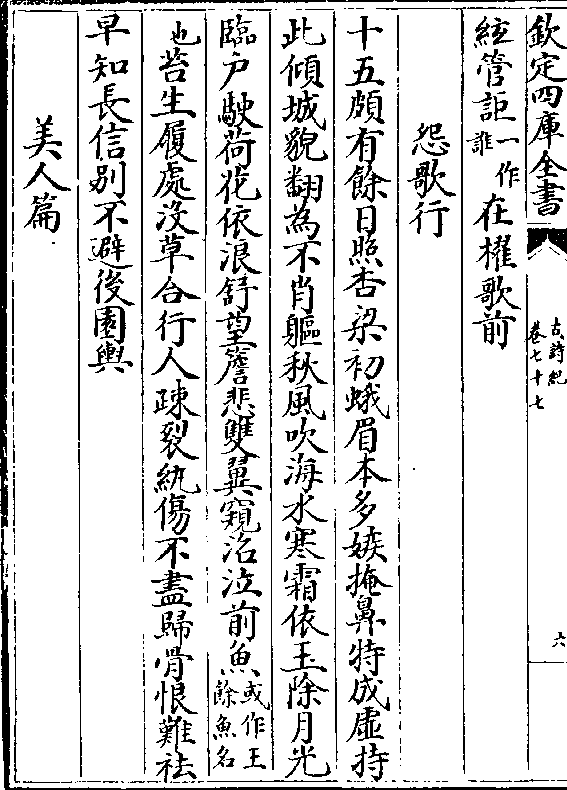 欽定四庫全書
古詩紀
卷七十七
六
絃管詎一作誰在櫂歌前
怨歌行
十五頗有餘日照杏梁初蛾眉本多嫉掩鼻特成虛持
此傾城貌翻為不肖軀秋風吹海水寒霜依玉除月光
臨戶駛荷花依浪舒望簷悲雙翼窺沼泣前魚或作王餘魚名
也苔生履處沒草合行人疎裂紈傷不盡歸骨恨難祛
早知長信别不避後園輿
美人篇